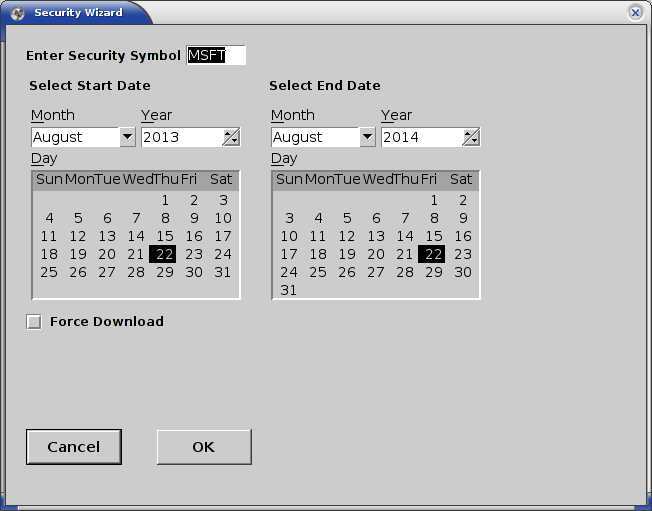 Security Wizard
Enter Security Symbol MSFT
Select Start Date Select End Date
Month Year Month Year
August 2013 August 2014
Day Day
Sun Mon Tue Wed Thu Fri Sat Sun Mon Tue Wed Thu Fri Sat
1 2 3 1 2
4 5 6 7 8 9 10 3 4 5 6 7 8 9
11 12 13 14 15 16 17 10 11 12 13 14 15 16
18 19 20 21 22 23 24 17 18 19 20 21 22 23
25 26 27 28 29 30 31 24 25 26 27 28 29 30
31
Force Download
Cancel OK